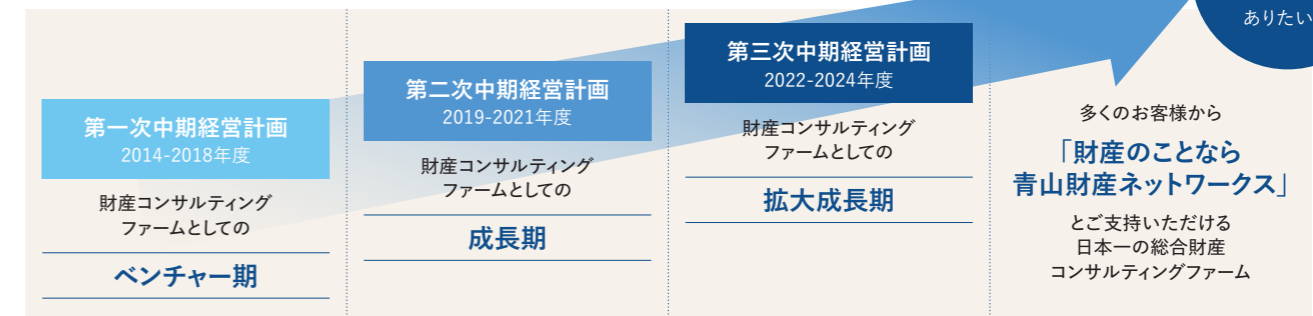 第一次中期経営計画
2014-2018年度
財産コンサルティング
ファームとしての
ベンチャー期
第二次中期経営計画
2019-2021年度
財産コンサルティング
ファームとしての
成長期
第三次中期経営計画
2022-2024年度
財産コンサルティング
ファームとしての
拡大成長期
ありたい
多くのお客様から
「財産のことなら
青山財産ネットワークス」
とご支持いただける
日本一の総合財産
コンサルティングファーム